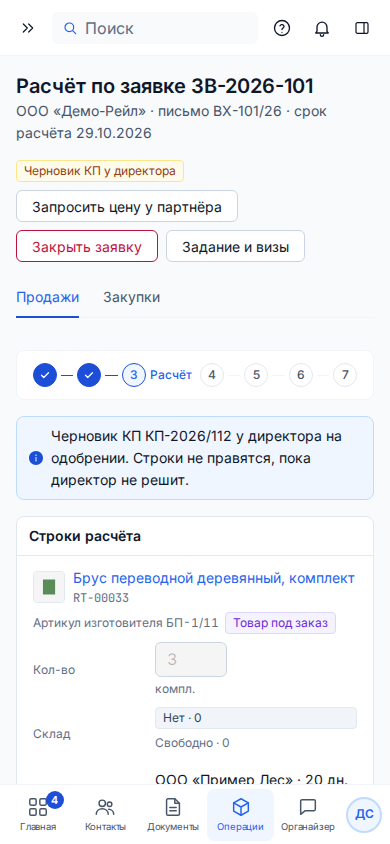 Поиск
Расчёт по заявке ЗВ-2026-101
ООО «Демо-Рейл» · письмо ВХ-101/26 · срок
расчёта 29.10.2026
Черновик КП у директора
Запросить цену у партнёра
Закрыть заявку
Задание и визы
Продажи
Закупки
3 Расчёт 4 5 6 7
Черновик КП КП-2026/112 у директора на
одобрении. Строки не правятся, пока
директор не решит.
Строки расчёта
Брус переводной деревянный, комплект
RT-00033
Артикул изготовителя БП-1/11 Товар под заказ
Кол-во
3
компл.
Склад
Нет · 0
Свободно · 0
ООО «Пример Лес» · 20 дн.
4
Главная
Контакты
Документы
Операции
Органайзер
ДС